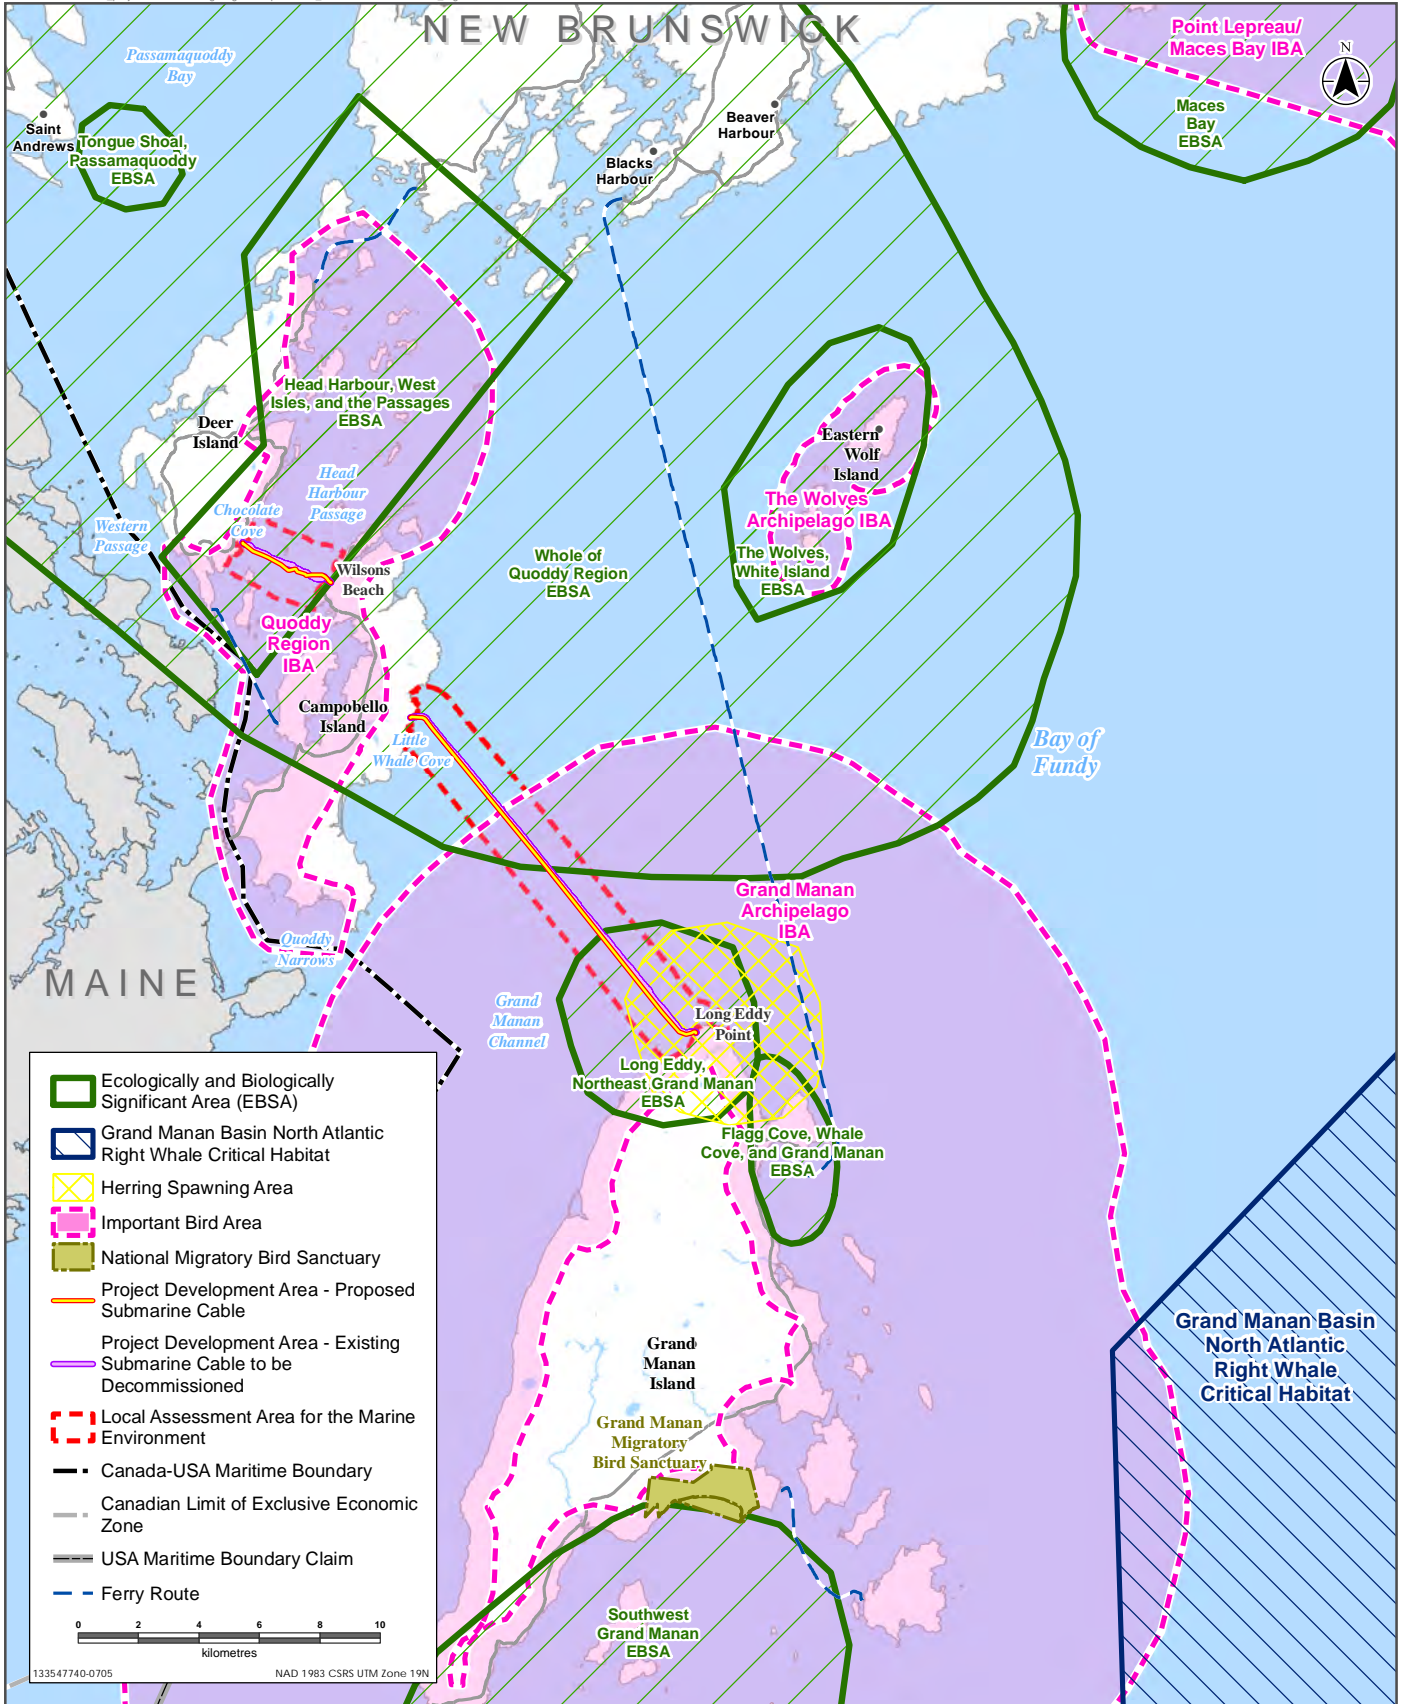 NEW BRUNSWICK
Point Lepreau/
Maces Bay IBA
N
Passamaquoddy
Bay
Saint
Andrews
Tongue Shoal,
Passamaquoddy
EBSA
Beaver
Harbour
Blacks
Harbour
Maces
Bay
EBSA
Head Harbour, West
Isles, and the Passages
EBSA
Deer
Island
Head
Harbour
Passage
Chocolate
Cove
Western
Passage
Wilsons
Beach
Quoddy
Region
IBA
Eastern
Wolf
Island
The Wolves
Archipelago IBA
The Wolves,
White Island
EBSA
Whole of
Quoddy Region
EBSA
Campobello
Island
Little
Whale Cove
Bay of
Fundy
Grand Manan
Archipelago
IBA
Quoddy
Narrows
MAINE
Grand
Manan
Channel
Long Eddy
Point
Long Eddy,
Northeast Grand Manan
EBSA
Flagg Cove, Whale
Cove, and Grand Manan
EBSA
Grand
Manan
Island
Grand Manan
Migratory
Bird Sanctuary
Grand Manan Basin
North Atlantic
Right Whale
Critical Habitat
Southwest
Grand Manan
EBSA
Ecologically and Biologically
Significant Area (EBSA)
Grand Manan Basin North Atlantic
Right Whale Critical Habitat
Herring Spawning Area
Important Bird Area
National Migratory Bird Sanctuary
Project Development Area - Proposed
Submarine Cable
Project Development Area - Existing
Submarine Cable to be
Decommissioned
Local Assessment Area for the Marine
Environment
Canada-USA Maritime Boundary
Canadian Limit of Exclusive Economic
Zone
USA Maritime Boundary Claim
Ferry Route
0 2 4 6 8 10
kilometres
133547740-0705 NAD 1983 CSRS UTM Zone 19N